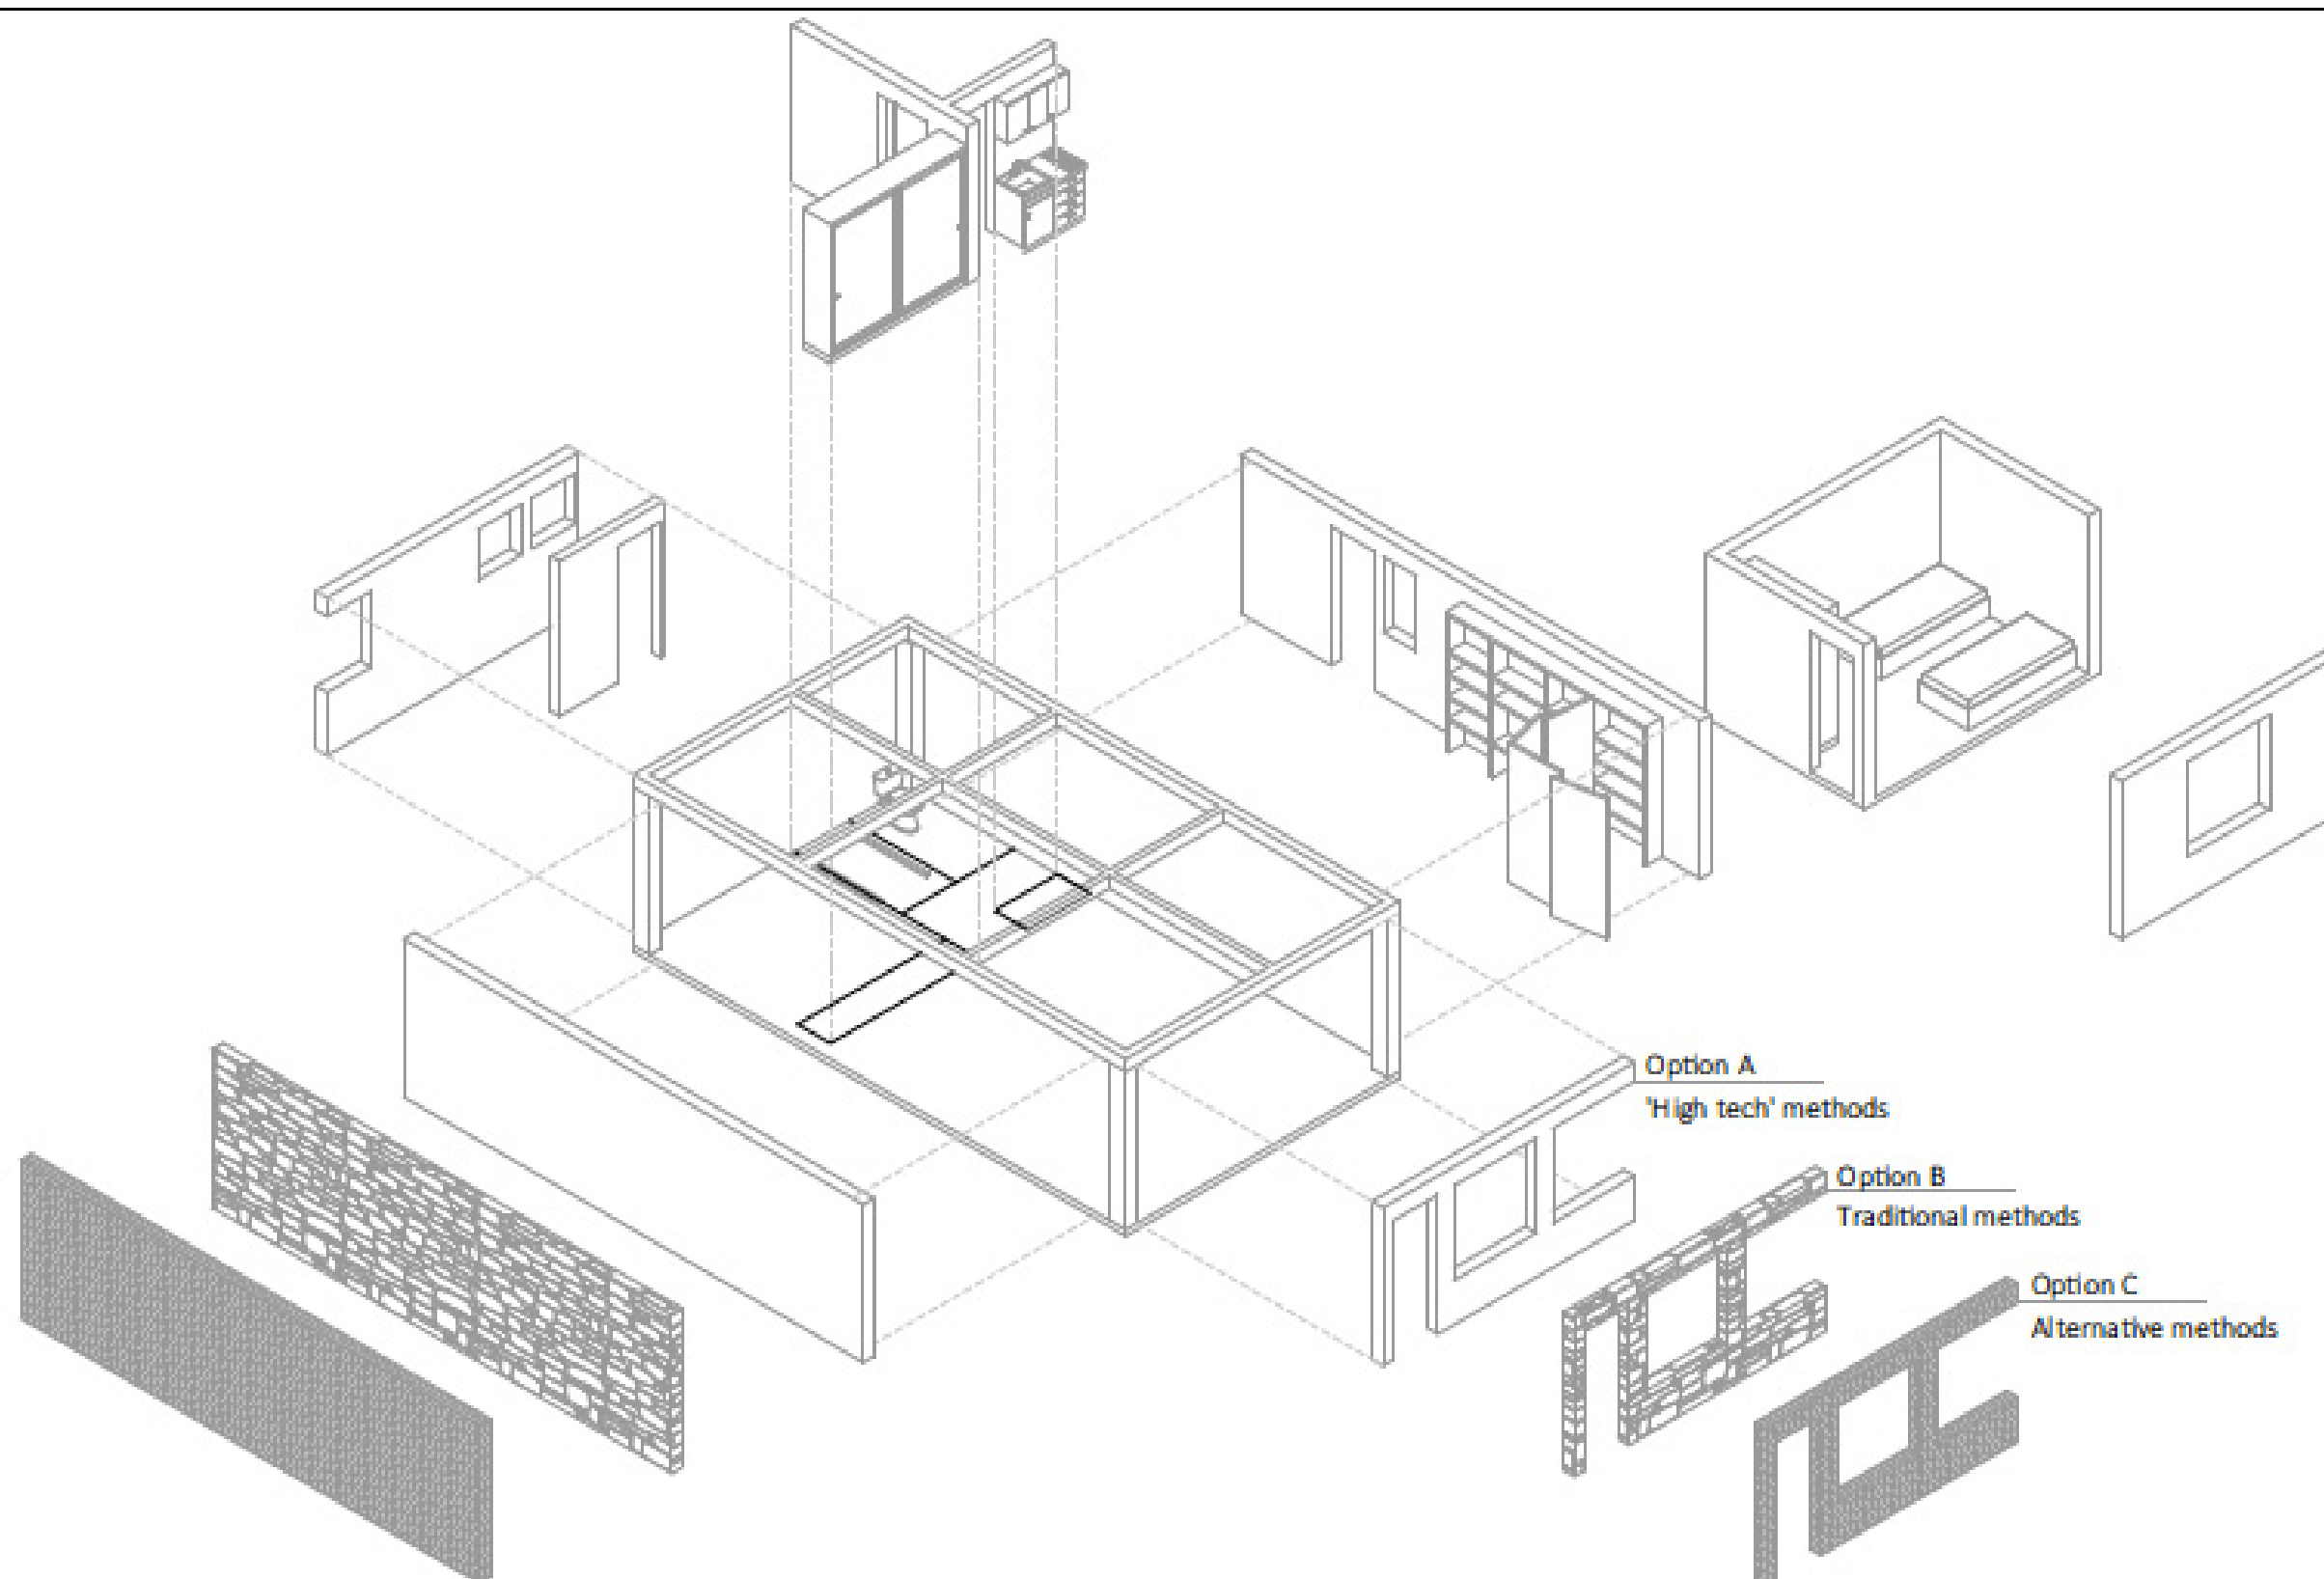 Option A
'High tech' methods
Option B
Traditional methods
Option C
Alternative methods